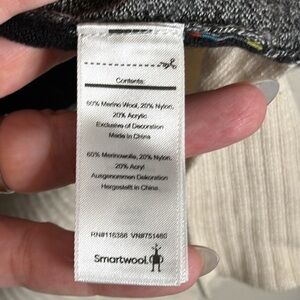 Contents:
60% Merino Wool, 20% Nylon,
20% Acrylic
Exclusive of Decoration
Made in China
60% Merinowolle, 20% Nylon,
20% Acryl
Ausgenommen Dekoration
Hergestellt in China.
RN#116386 VN#751460
Smartwool